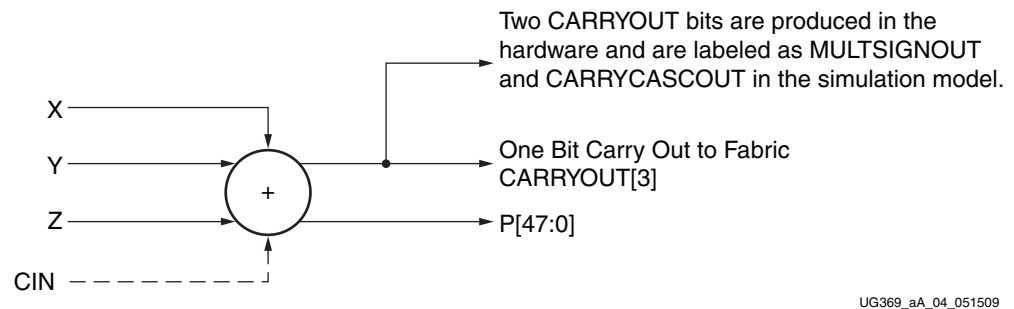 Two CARRYOUT bits are produced in the
hardware and are labeled as MULTSIGNOUT
and CARRYCASCOUT in the simulation model.
X
Y
One Bit Carry Out to Fabric
CARRYOUT[3]
+
Z
P[47:0]
CIN
UG369_aA_04_051509